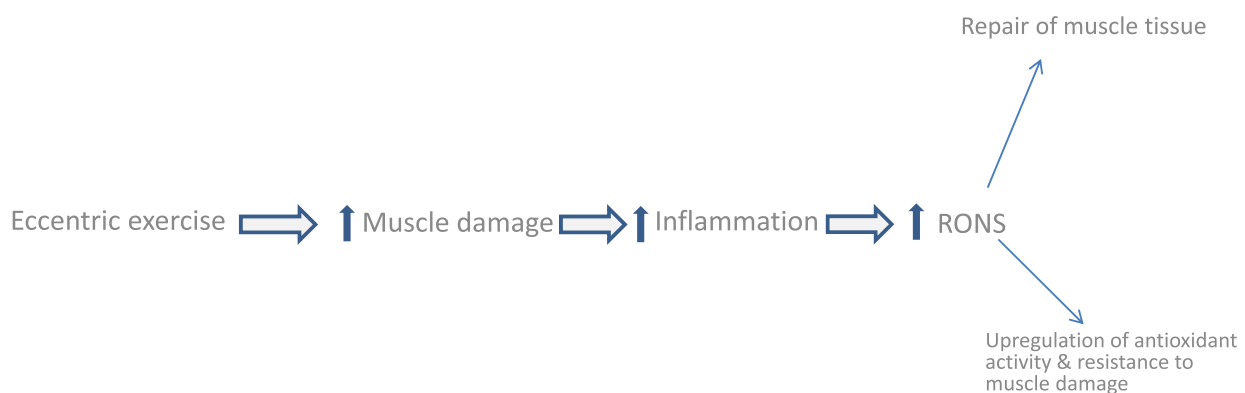 Repair of muscle tissue
Eccentric exercise
Muscle damage
Inflammation
RONS
Upregulation of antioxidant
activity & resistance to
muscle damage